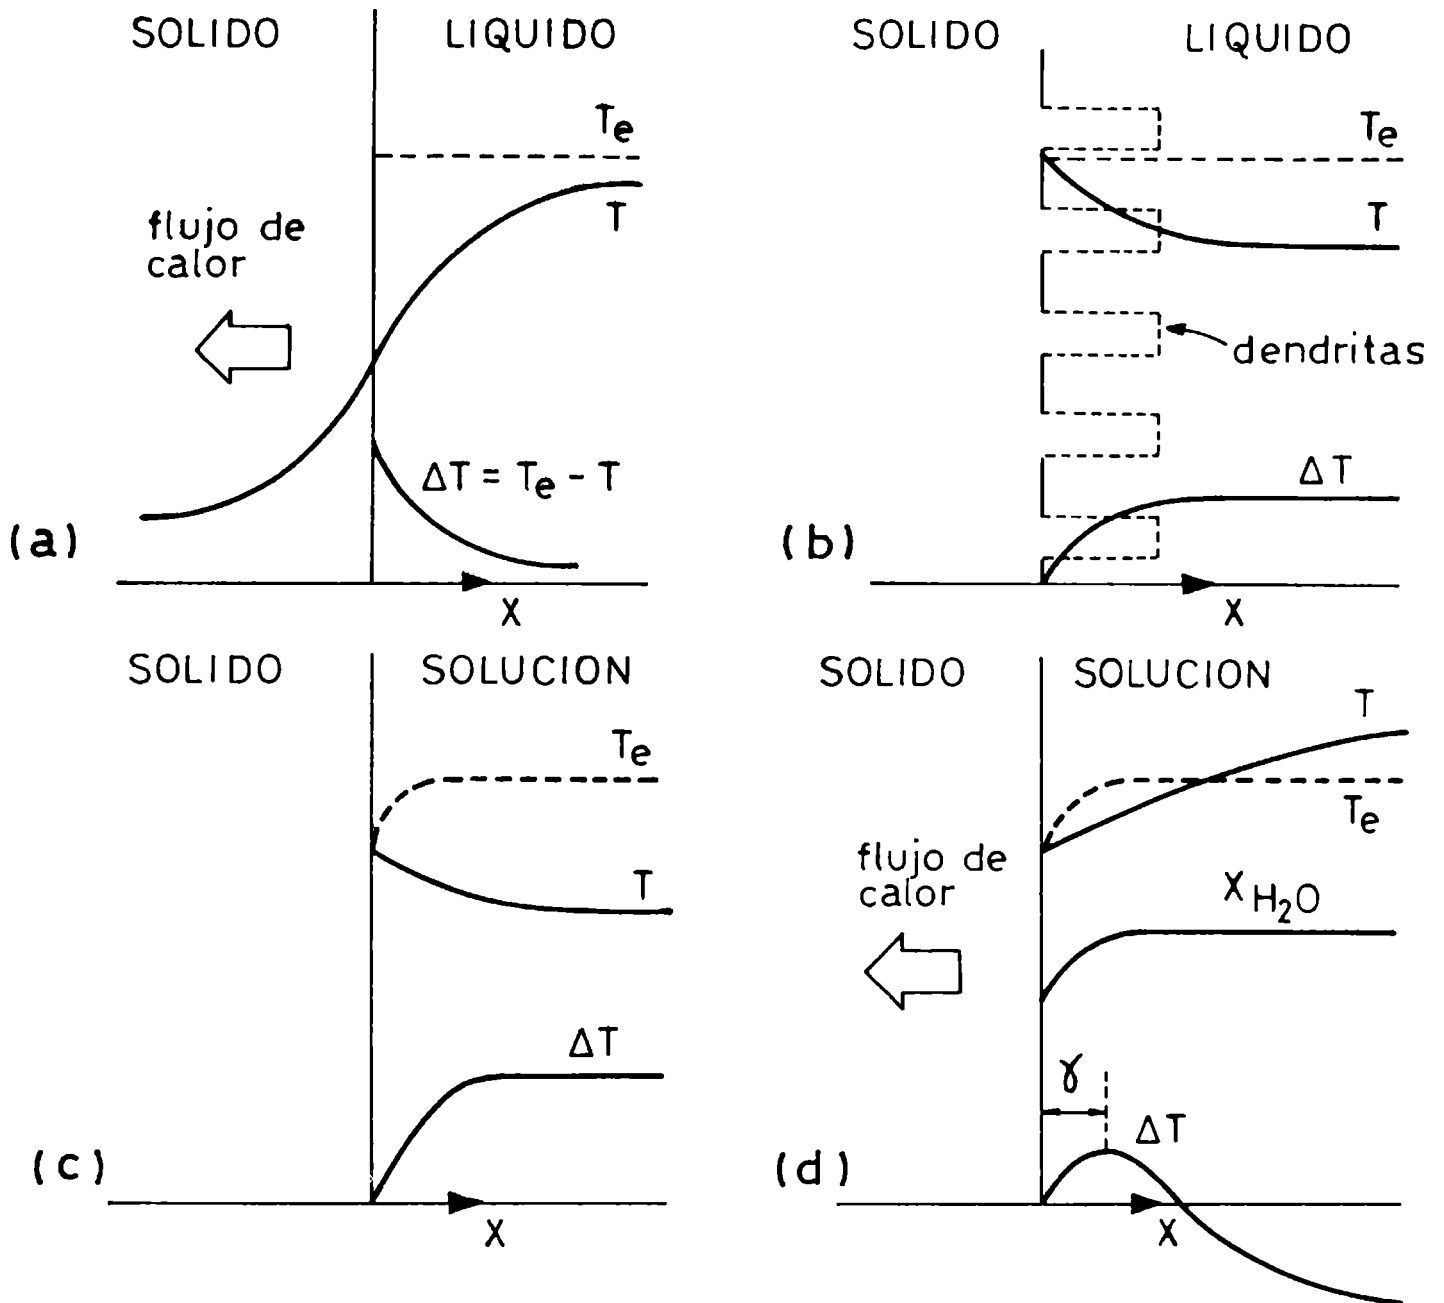 SOLIDO
LIQUIDO
Te
T
flujo de
calor
ΔT = Te - T
(a)
X
SOLIDO
LIQUIDO
Te
T
dendritas
ΔT
(b)
X
SOLIDO
SOLUCION
Te
T
ΔT
(c)
X
SOLIDO
SOLUCION
T
Te
flujo de
calor
XH₂O
γ
ΔT
(d)
X